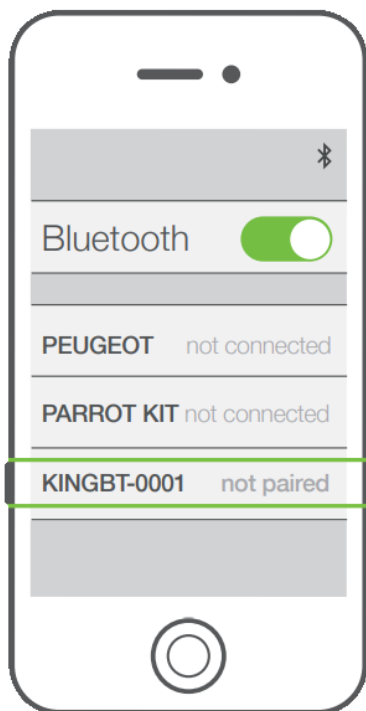 Bluetooth
PEUGEOT not connected
PARROT KIT not connected
KINGBT-0001 not paired